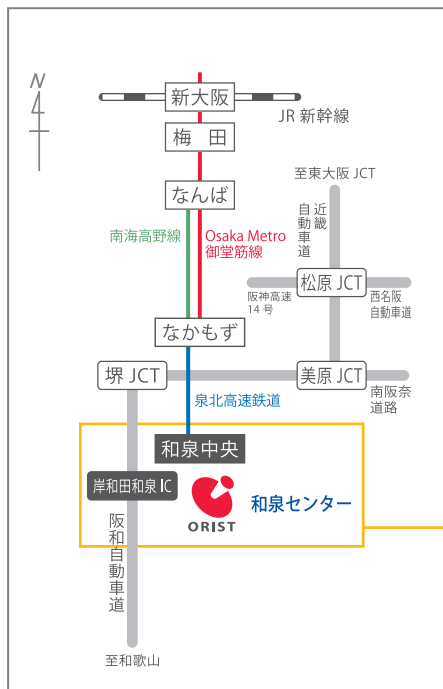 N
新大阪
JR 新幹線
梅 田
至東大阪 JCT
なんば
近畿
自動車道
南海高野線
Osaka Metro
御堂筋線
松原 JCT
阪神高速
14 号
西名阪
自動車道
なかもず
堺 JCT
美原 JCT
南阪奈
道路
泉北高速鉄道
和泉中央
岸和田和泉 IC
和泉センター
ORIST
阪和自動車道
至和歌山